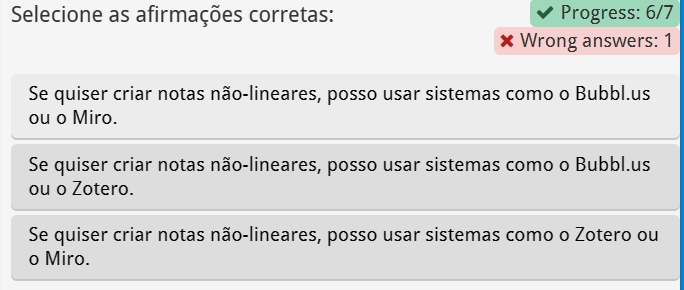 Selecione as afirmações corretas:
✔ Progress: 6/7
✖ Wrong answers: 1
Se quiser criar notas não-lineares, posso usar sistemas como o Bubbl.us
ou o Miro.
Se quiser criar notas não-lineares, posso usar sistemas como o Bubbl.us
ou o Zotero.
Se quiser criar notas não-lineares, posso usar sistemas como o Zotero ou
o Miro.